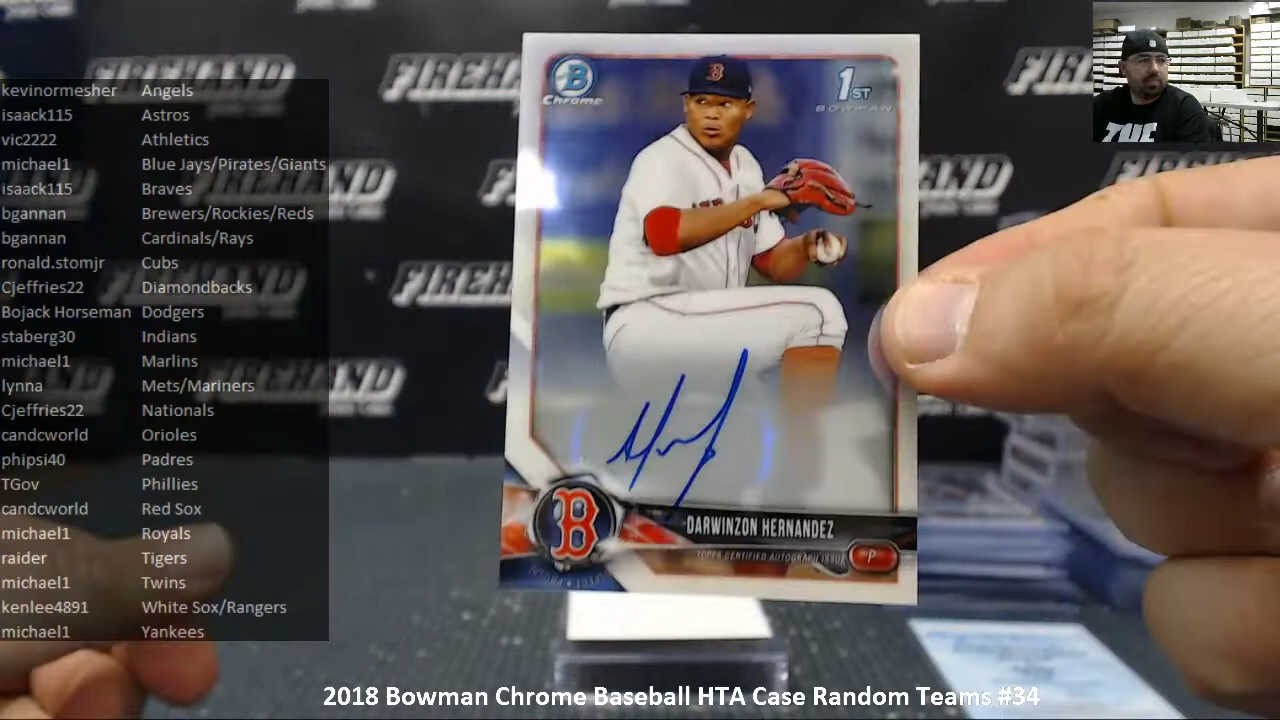 kevinormesher Angels
isaack115 Astros
vic2222 Athletics
michael1 Blue Jays/Pirates/Giants
isaack115 Braves
bgannan Brewers/Rockies/Reds
bgannan Cardinals/Rays
ronald.stomjr Cubs
Cjeffries22 Diamondbacks
Bojack Horseman Dodgers
staberg30 Indians
michael1 Marlins
lynna Mets/Mariners
Cjeffries22 Nationals
candcworld Orioles
phipsi40 Padres
TGov Phillies
candcworld Red Sox
michael1 Royals
raider Tigers
michael1 Twins
kenlee4891 White Sox/Rangers
michael1 Yankees
FIREHAND
FIREHAND
FIREHAND
FIREHAND
B
Chrome
1ST
BOWMAN
B
B
DARWINZON HERNANDEZ
TOPPS CERTIFIED AUTOGRAPH ISSUE
P
2018 Bowman Chrome Baseball HTA Case Random Teams #34